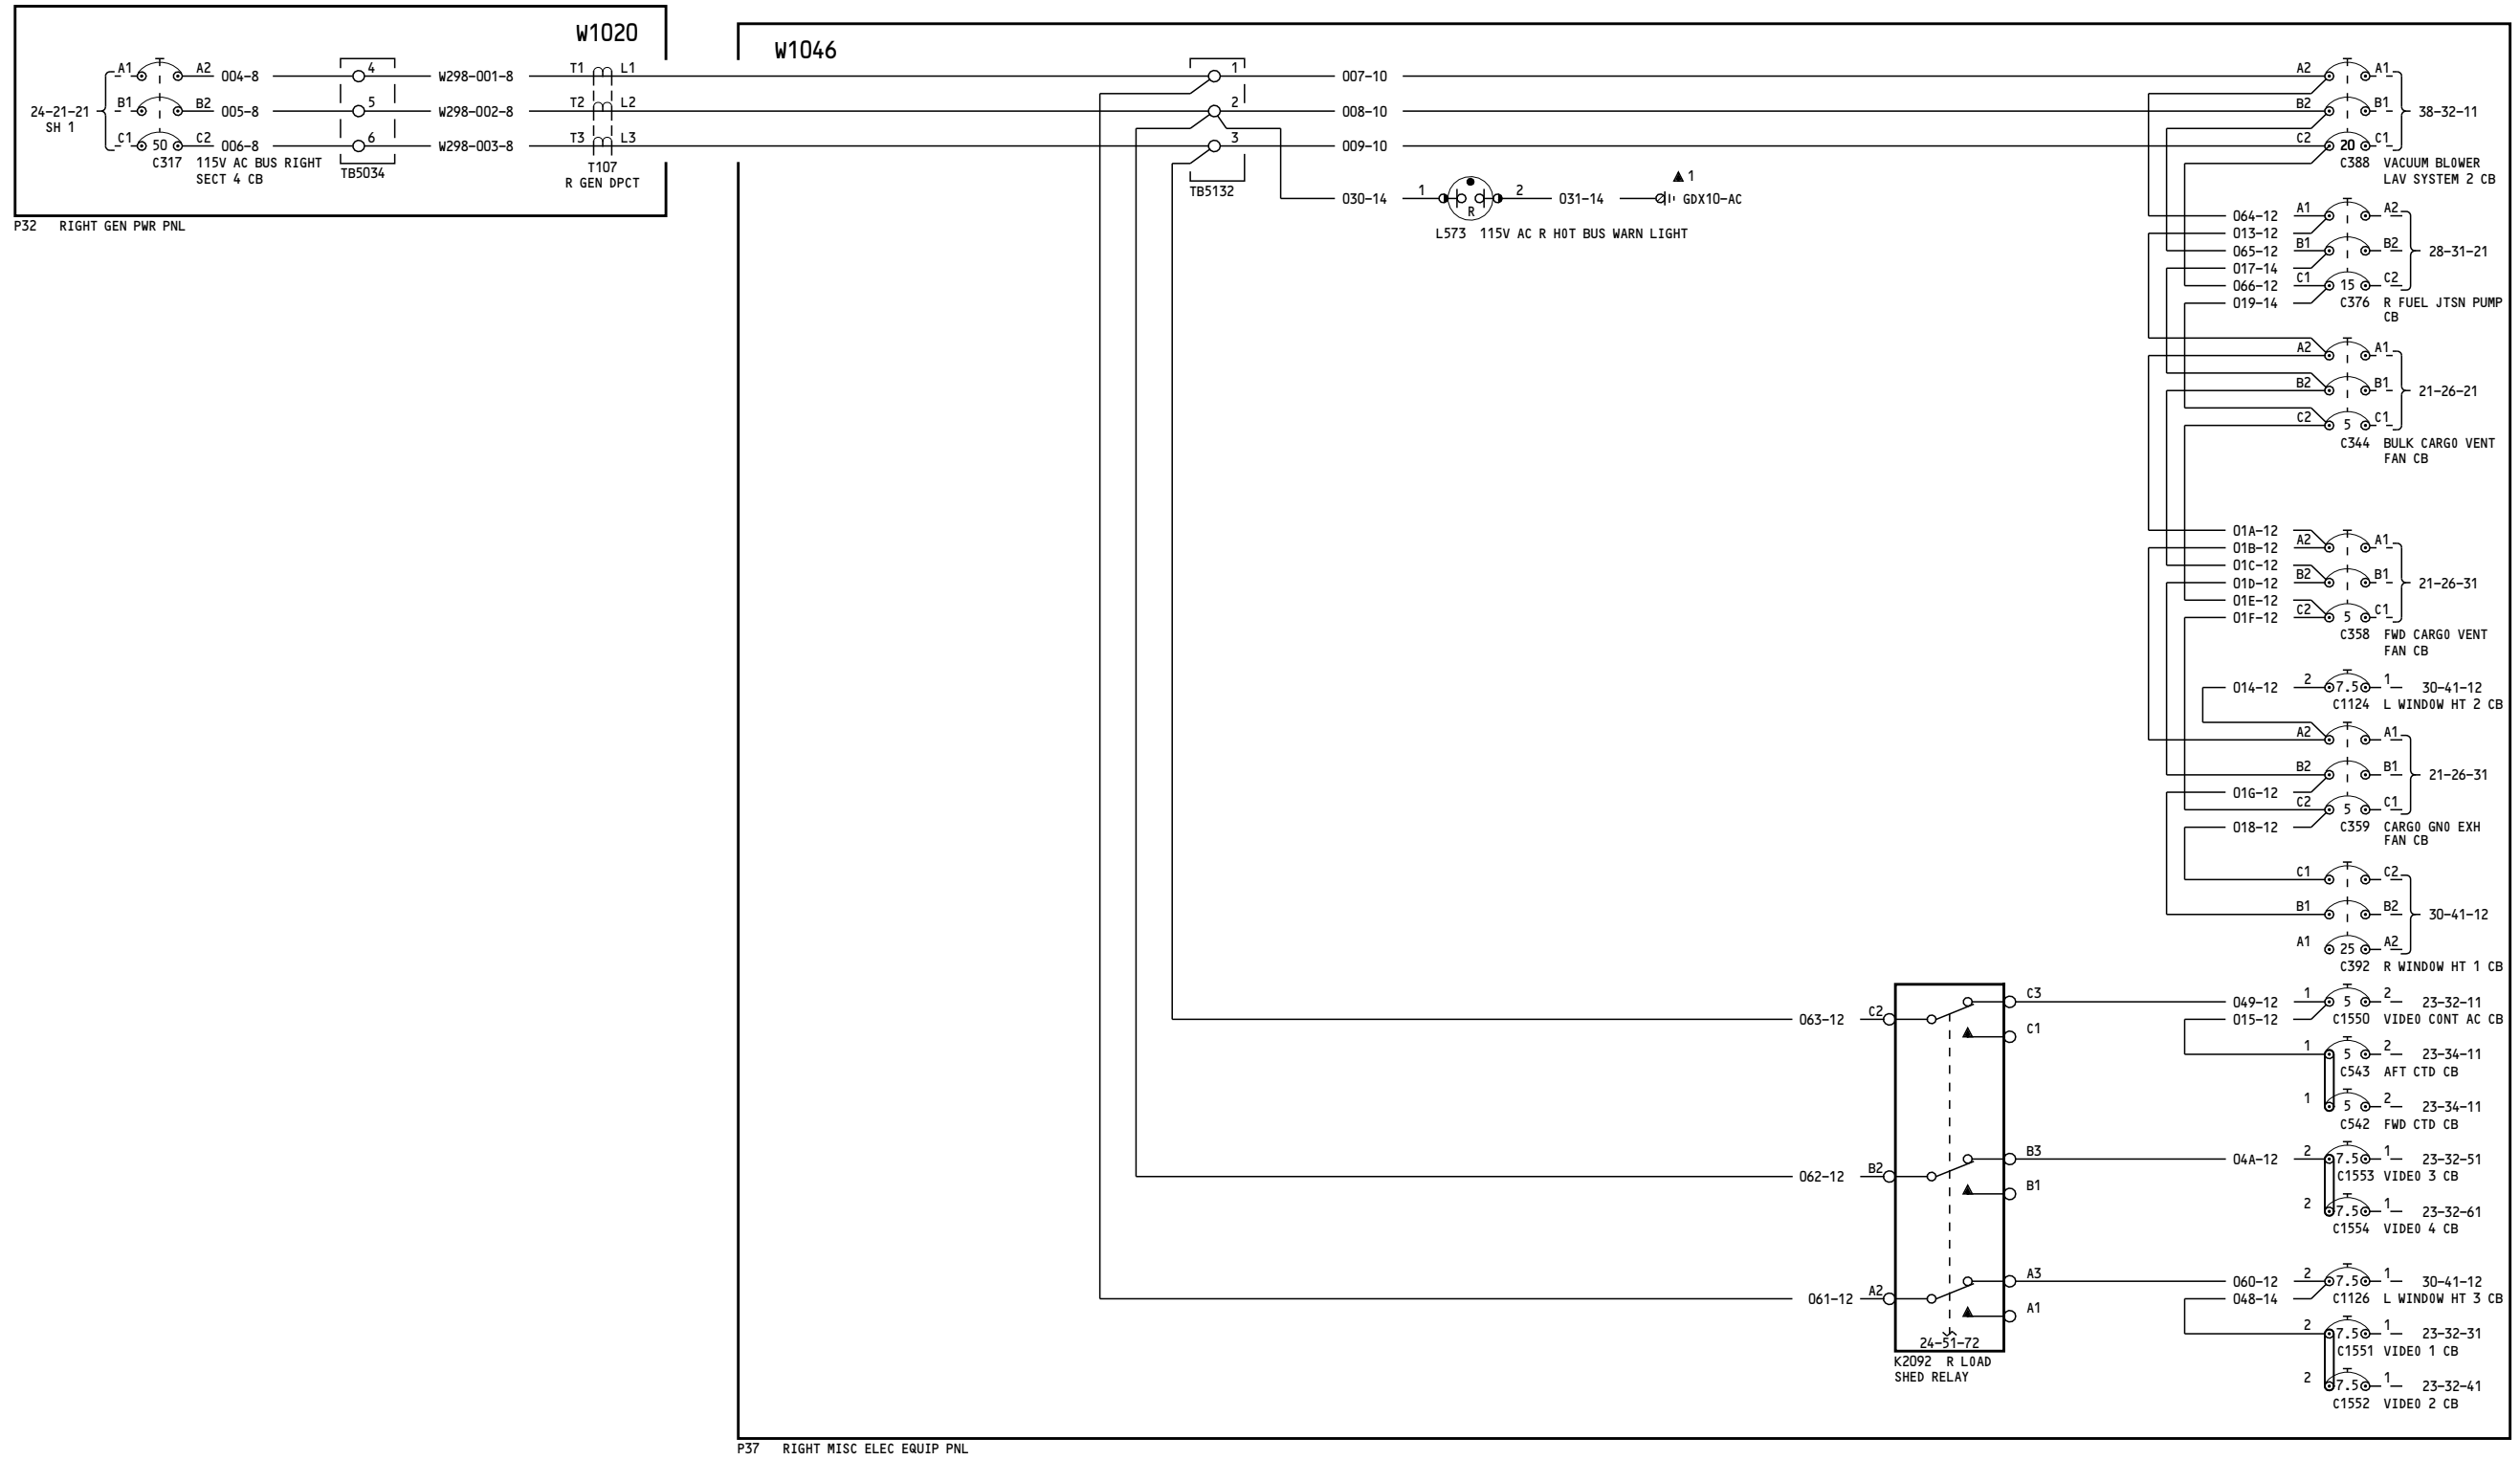 W1020
W1046
24-21-21
SH 1
A1 A2 004-8 4 W298-001-8 T1 L1
B1 B2 005-8 5 W298-002-8 T2 L2
C1 50 C2 006-8 6 W298-003-8 T3 L3
C317 115V AC BUS RIGHT
SECT 4 CB
TB5034
T107
R GEN DPCT
P32 RIGHT GEN PWR PNL
1 007-10
2 008-10
3 009-10
TB5132
030-14 1 R 2 031-14 GDX10-AC
1
L573 115V AC R HOT BUS WARN LIGHT
A2 A1
B2 B1 38-32-11
C2 20 C1
C388 VACUUM BLOWER
LAV SYSTEM 2 CB
064-12 A1 A2
013-12
065-12 B1 B2 28-31-21
017-14
066-12 C1 15 C2
019-14 C376 R FUEL JTSN PUMP
CB
A2 A1
B2 B1 21-26-21
C2 5 C1
C344 BULK CARGO VENT
FAN CB
01A-12
01B-12 A2 A1
01C-12
01D-12 B2 B1 21-26-31
01E-12
01F-12 C2 5 C1
C358 FWD CARGO VENT
FAN CB
014-12 2 7.5 1 30-41-12
C1124 L WINDOW HT 2 CB
A2 A1
B2 B1 21-26-31
01G-12
C2 5 C1
018-12 C359 CARGO GNO EXH
FAN CB
C1 C2
B1 B2 30-41-12
A1 25 A2
C392 R WINDOW HT 1 CB
063-12 C2 C3 049-12 1 5 2 23-32-11
C1 015-12 C1550 VIDEO CONT AC CB
1 5 2 23-34-11
C543 AFT CTD CB
1 5 2 23-34-11
C542 FWD CTD CB
062-12 B2 B3 04A-12 2 7.5 1 23-32-51
B1 C1553 VIDEO 3 CB
2 7.5 1 23-32-61
C1554 VIDEO 4 CB
061-12 A2 A3 060-12 2 7.5 1 30-41-12
A1 048-14 C1126 L WINDOW HT 3 CB
24-51-72
K2092 R LOAD
SHED RELAY
2 7.5 1 23-32-31
C1551 VIDEO 1 CB
2 7.5 1 23-32-41
C1552 VIDEO 2 CB
P37 RIGHT MISC ELEC EQUIP PNL